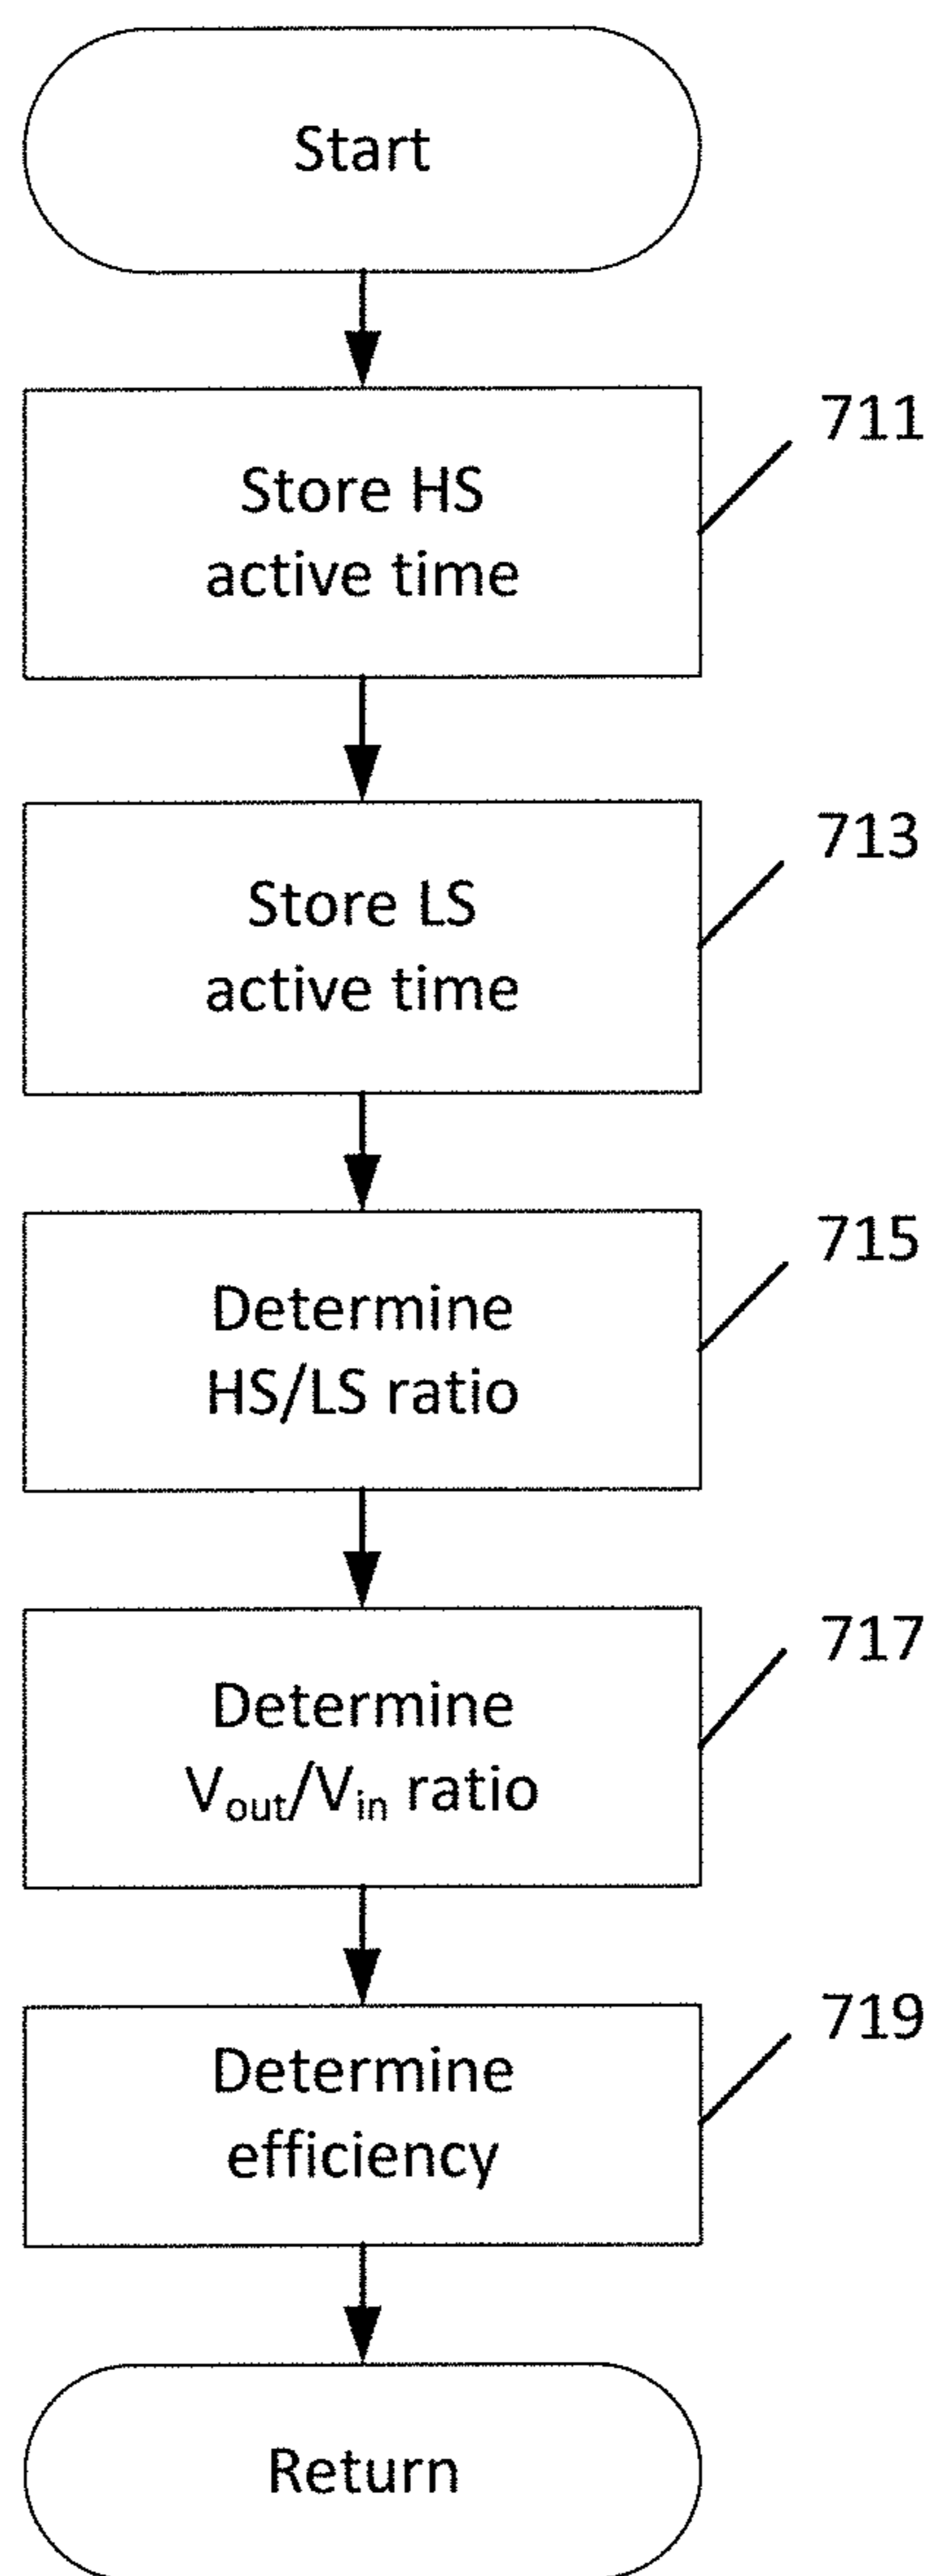 Start
711
Store HS
active time
713
Store LS
active time
715
Determine
HS/LS ratio
717
Determine
Vout/Vin ratio
719
Determine
efficiency
Return